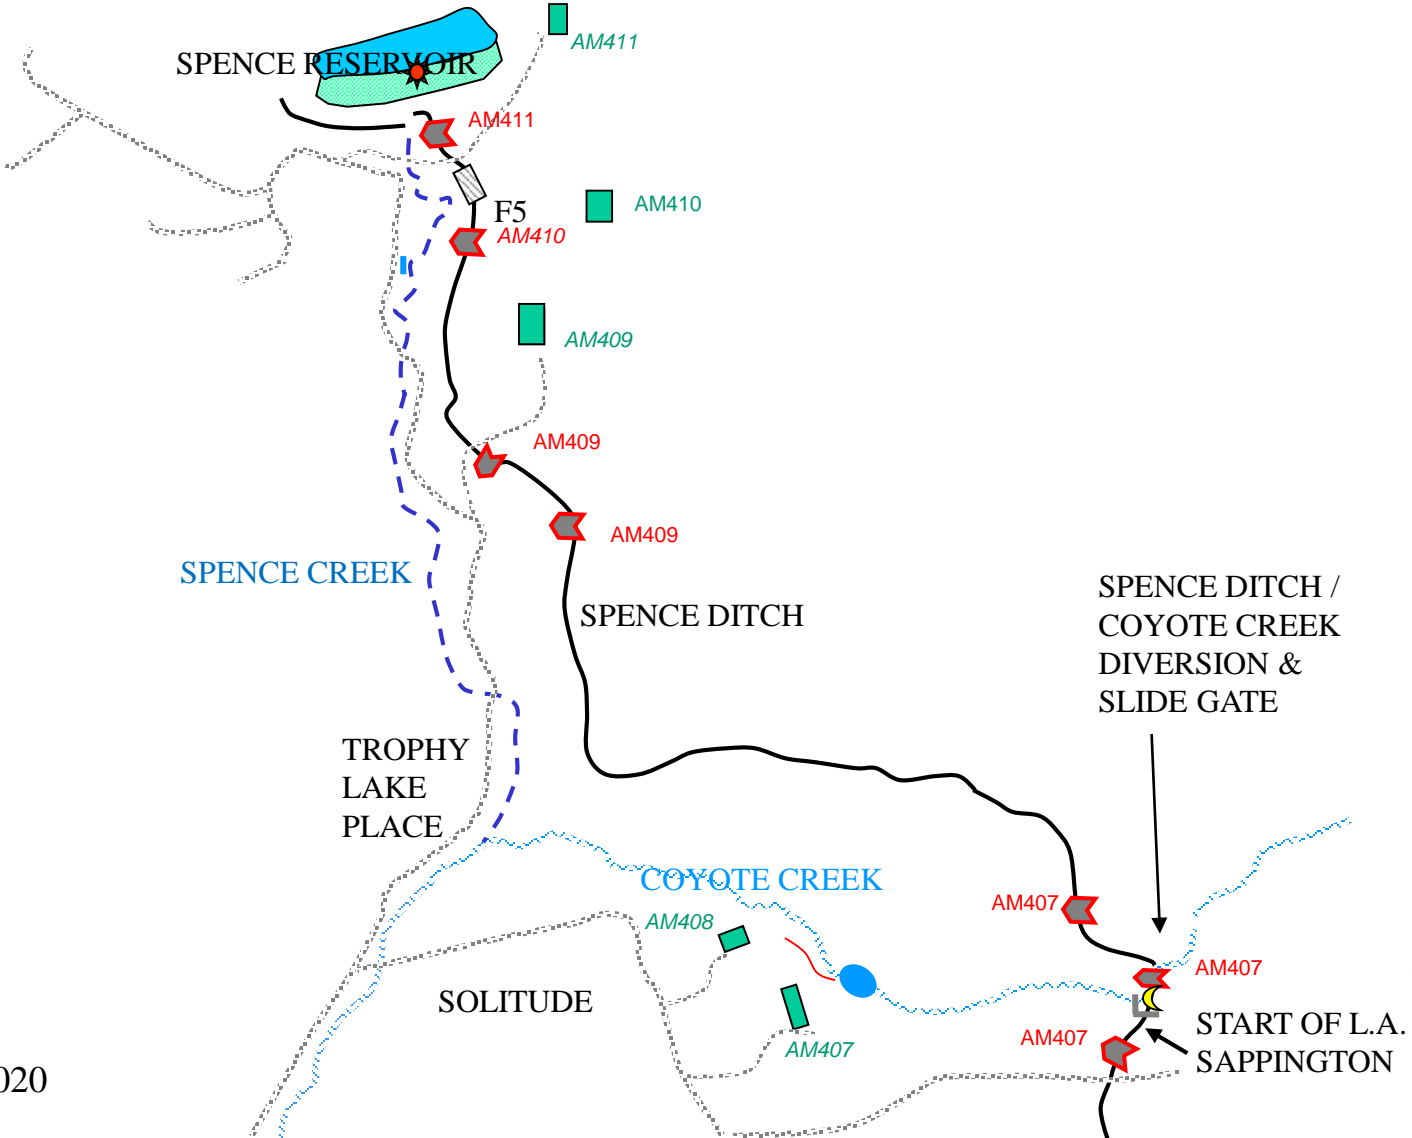 AM411
SPENCE RESERVOIR
AM411
AM410
F5
AM410
AM409
AM409
AM409
SPENCE CREEK
SPENCE DITCH
SPENCE DITCH /
COYOTE CREEK
DIVERSION &
SLIDE GATE
TROPHY
LAKE
PLACE
COYOTE CREEK
AM407
AM408
AM407
SOLITUDE
START OF L.A.
SAPPINGTON
AM407
AM407
020